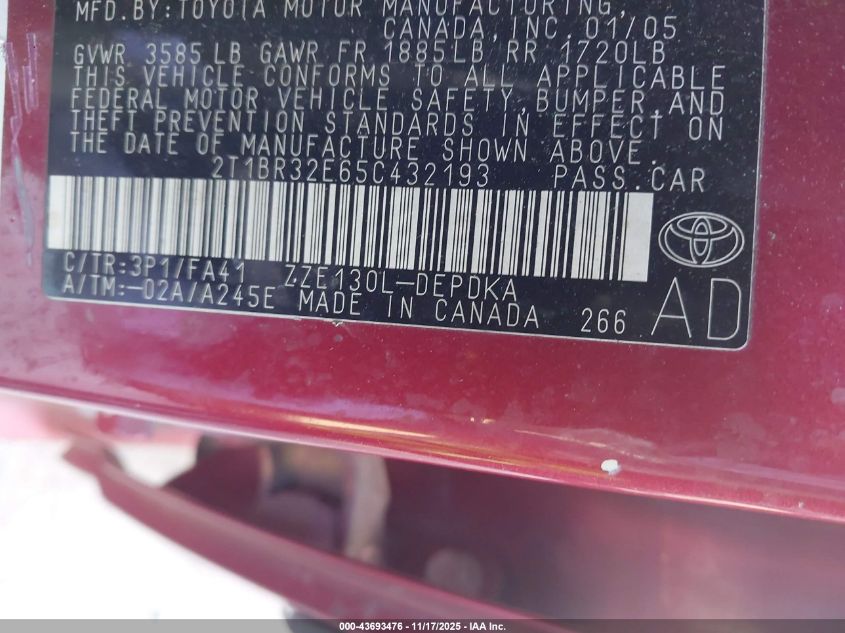 MFD. BY: TOYOTA MOTOR MANUFACTURING,
CANADA, INC. 01/05
GVWR 3585 LB GAWR FR 1885LB RR 1720LB
THIS VEHICLE CONFORMS TO ALL APPLICABLE
FEDERAL MOTOR VEHICLE SAFETY, BUMPER, AND
THEFT PREVENTION STANDARDS IN EFFECT ON
THE DATE OF MANUFACTURE SHOWN ABOVE.
2T1BR32E65C432193 PASS. CAR
C/TR: 3P1/FA41 ZZE130L-DEPDKA
A/TM: -02A/A245E MADE IN CANADA 266 AD
000-43693476 - 11/17/2025 - IAA Inc.